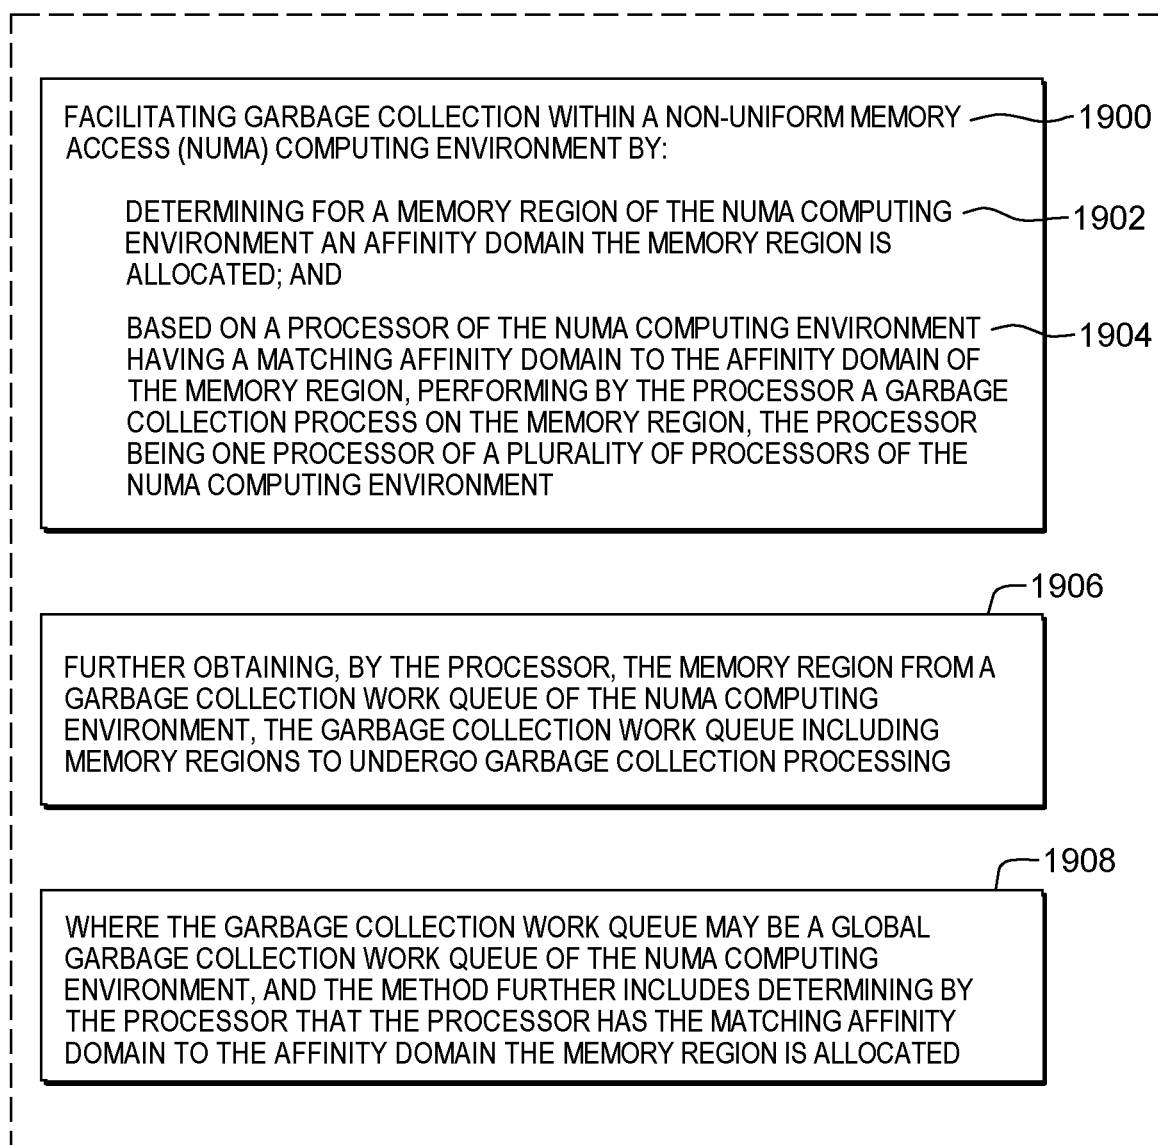 FACILITATING GARBAGE COLLECTION WITHIN A NON-UNIFORM MEMORY 1900
ACCESS (NUMA) COMPUTING ENVIRONMENT BY:
DETERMINING FOR A MEMORY REGION OF THE NUMA COMPUTING 1902
ENVIRONMENT AN AFFINITY DOMAIN THE MEMORY REGION IS
ALLOCATED; AND
BASED ON A PROCESSOR OF THE NUMA COMPUTING ENVIRONMENT 1904
HAVING A MATCHING AFFINITY DOMAIN TO THE AFFINITY DOMAIN OF
THE MEMORY REGION, PERFORMING BY THE PROCESSOR A GARBAGE
COLLECTION PROCESS ON THE MEMORY REGION, THE PROCESSOR
BEING ONE PROCESSOR OF A PLURALITY OF PROCESSORS OF THE
NUMA COMPUTING ENVIRONMENT
1906
FURTHER OBTAINING, BY THE PROCESSOR, THE MEMORY REGION FROM A
GARBAGE COLLECTION WORK QUEUE OF THE NUMA COMPUTING
ENVIRONMENT, THE GARBAGE COLLECTION WORK QUEUE INCLUDING
MEMORY REGIONS TO UNDERGO GARBAGE COLLECTION PROCESSING
1908
WHERE THE GARBAGE COLLECTION WORK QUEUE MAY BE A GLOBAL
GARBAGE COLLECTION WORK QUEUE OF THE NUMA COMPUTING
ENVIRONMENT, AND THE METHOD FURTHER INCLUDES DETERMINING BY
THE PROCESSOR THAT THE PROCESSOR HAS THE MATCHING AFFINITY
DOMAIN TO THE AFFINITY DOMAIN THE MEMORY REGION IS ALLOCATED